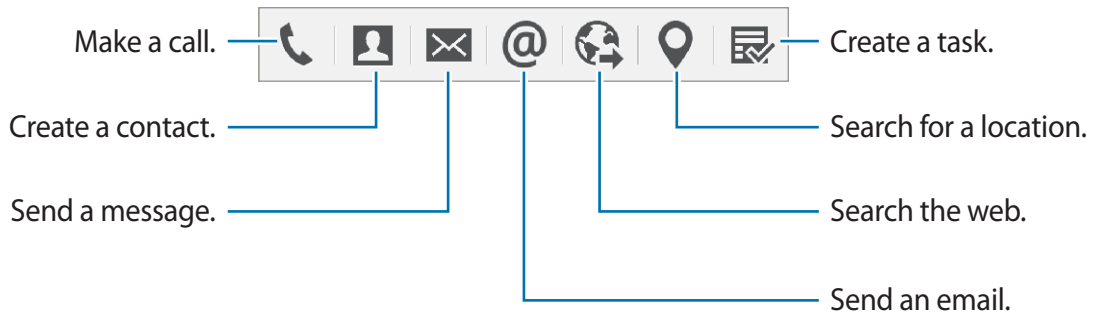 Make a call.
Create a task.
Create a contact.
Search for a location.
Send a message.
Search the web.
Send an email.